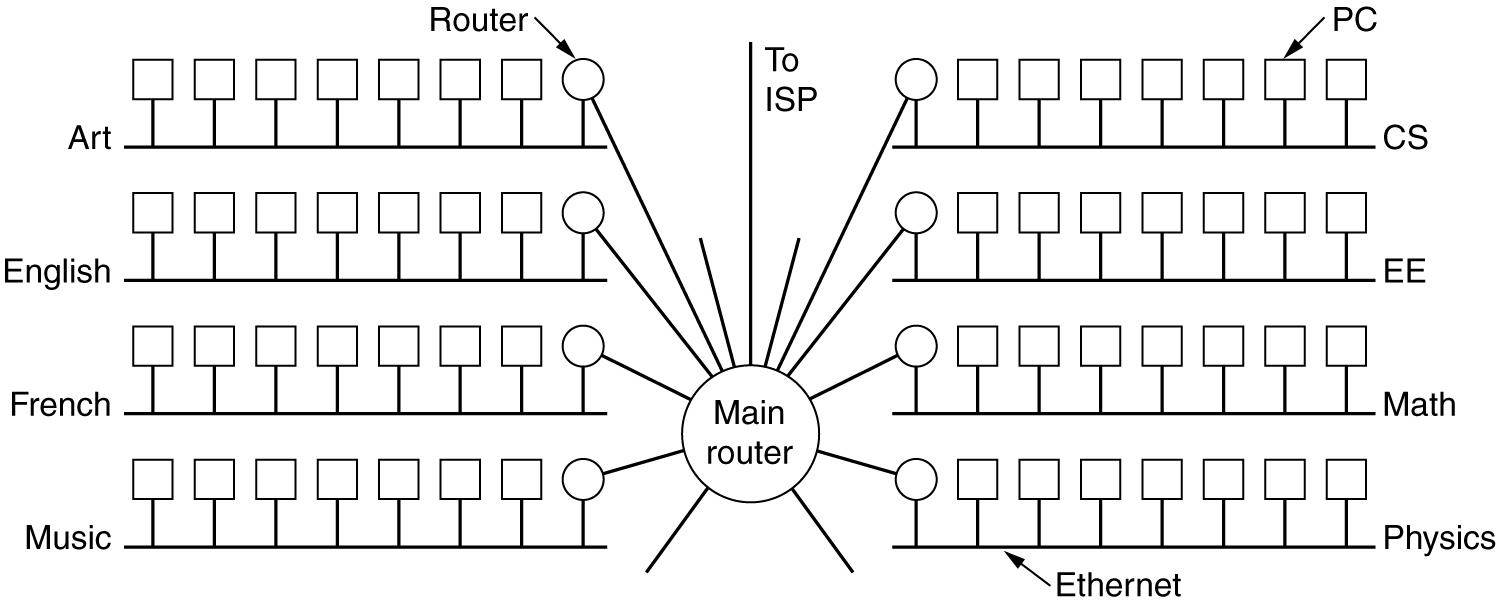 Router
PC
To
ISP
Art
CS
English
EE
French
Main
router
Math
Music
Physics
Ethernet